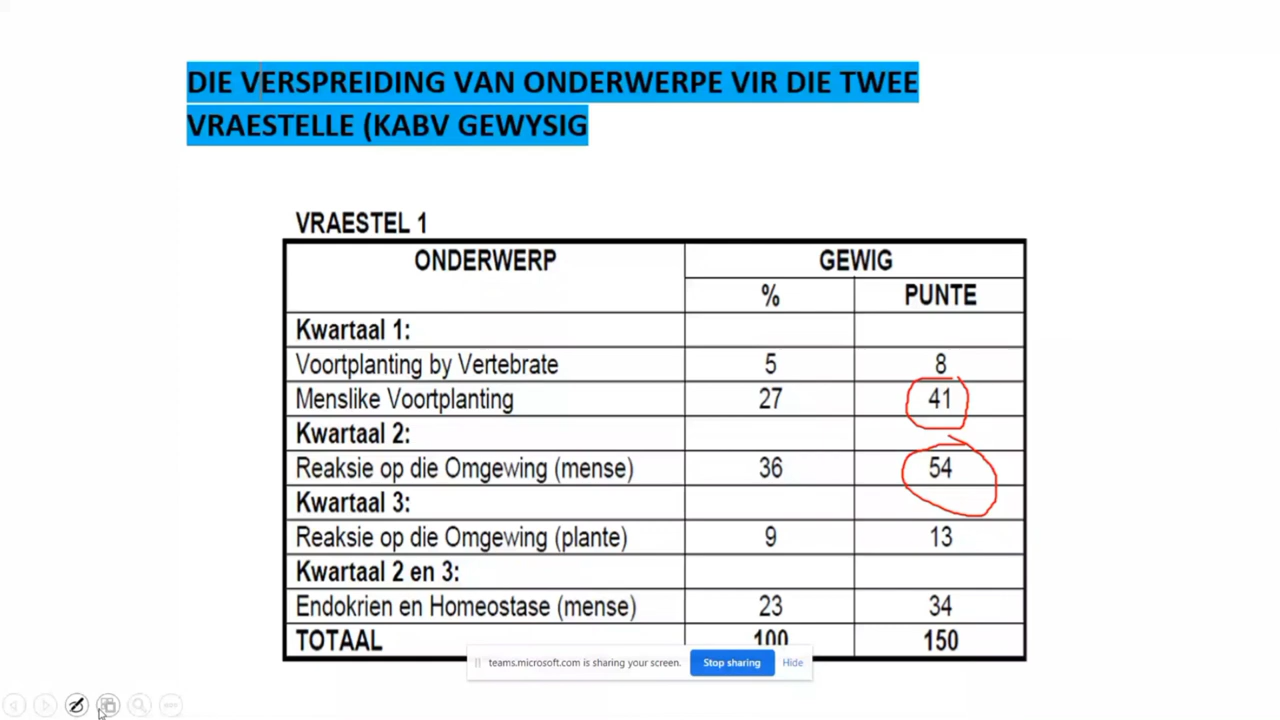 DIE VERSPREIDING VAN ONDERWERPE VIR DIE TWEE
VRAESTELLE (KABV GEWYSIG
VRAESTEL 1
ONDERWERP GEWIG
% PUNTE
Kwartaal 1:
Voortplanting by Vertebrate 5 8
Menslike Voortplanting 27 41
Kwartaal 2:
Reaksie op die Omgewing (mense) 36 54
Kwartaal 3:
Reaksie op die Omgewing (plante) 9 13
Kwartaal 2 en 3:
Endokrien en Homeostase (mense) 23 34
TOTAAL 100 150
teams.microsoft.com is sharing your screen. Stop sharing Hide